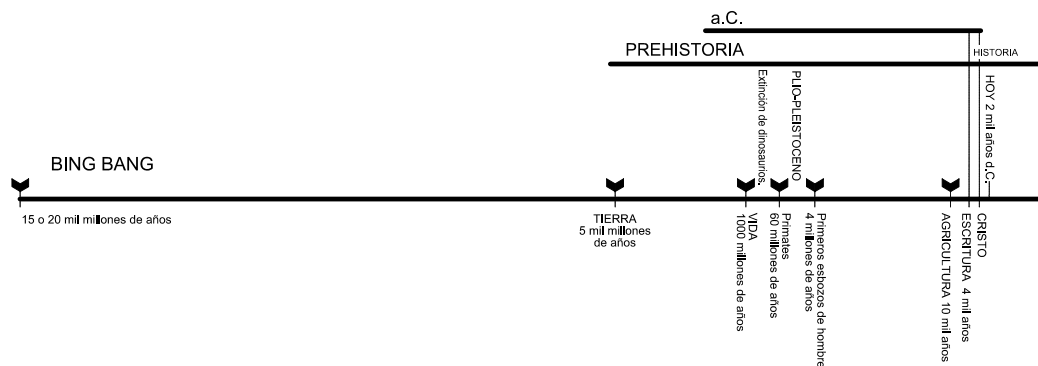 a.C.
PREHISTORIA
HISTORIA
Extinción de dinosaurios.
PLIO-PLEISTOCENO
HOY 2 mil años d.C.
BING BANG
15 o 20 mil millones de años
TIERRA
5 mil millones
de años
VIDA
1000 millones de años
Primates
60 millones de años
Primeros esbozos de hombre
4 millones de años
AGRICULTURA 10 mil años
ESCRITURA 4 mil años
CRISTO